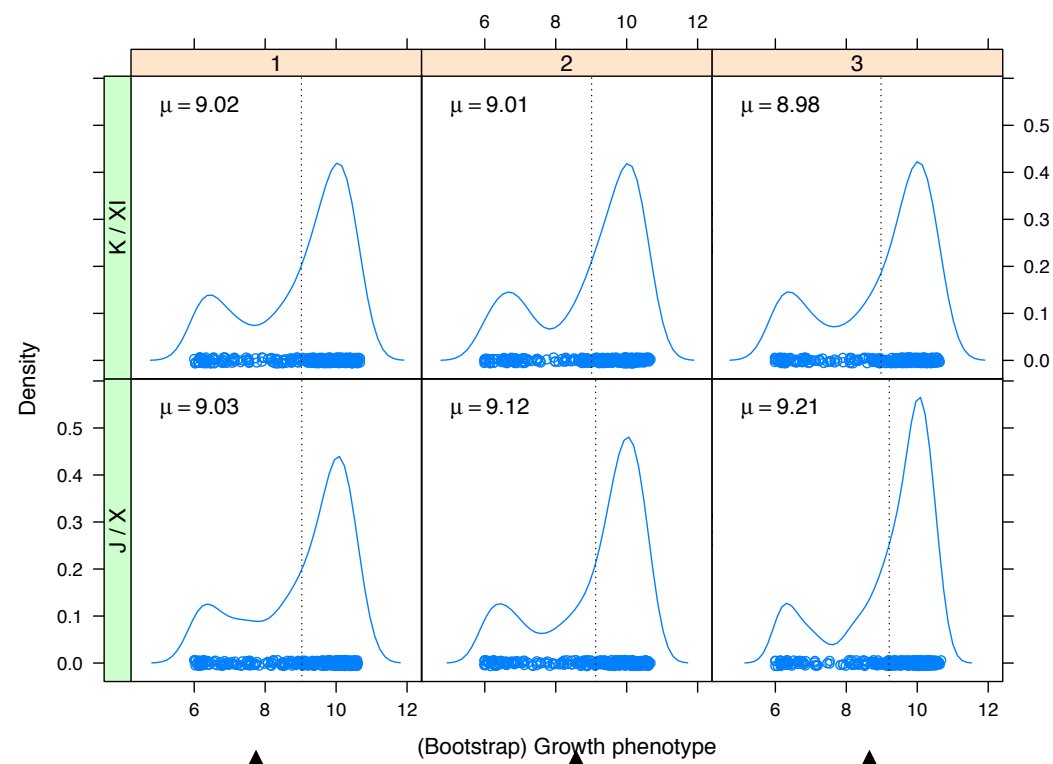 6 8 10 12
1 2 3
μ = 9.02 μ = 9.01 μ = 8.98
0.5
0.4
0.3
0.2
0.1
0.0
K / XI
Density
μ = 9.03 μ = 9.12 μ = 9.21
0.5
0.4
0.3
0.2
0.1
0.0
J / X
6 8 10 12 6 8 10 12
(Bootstrap) Growth phenotype